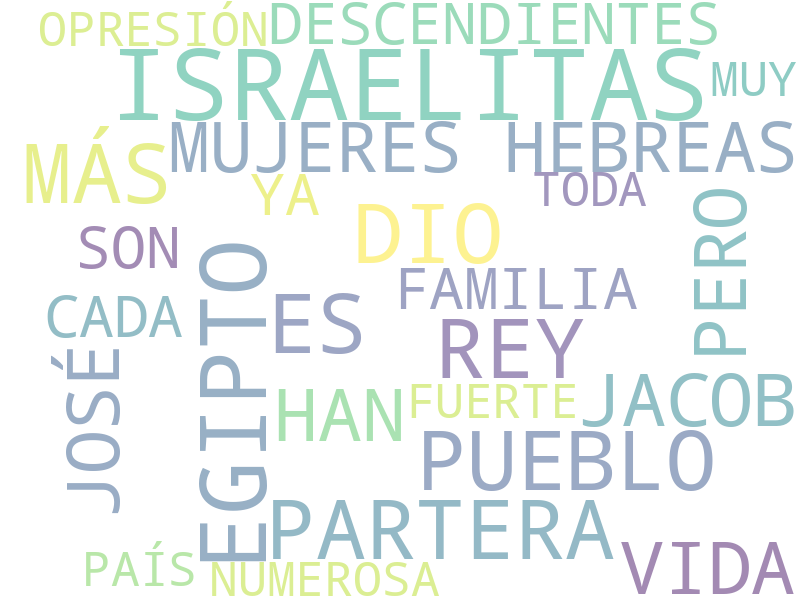 OPRESIÓN
DESCENDIENTES
ISRAELITAS
MUY
MUJERES
HEBREAS
MÁS
YA
TODA
DIO
PERO
SON
EGIPTO
FAMILIA
CADA
ES
REY
JOSÉ
HAN
FUERTE
JACOB
PUEBLO
PARTERA
VIDA
PAÍS
NUMEROSA